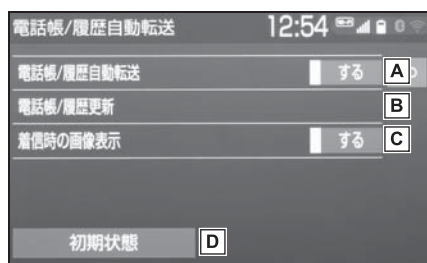 電話帳/履歴自動転送 12:54
電話帳/履歴自動転送 する A
電話帳/履歴更新 B
着信時の画像表示 する C
初期状態 D